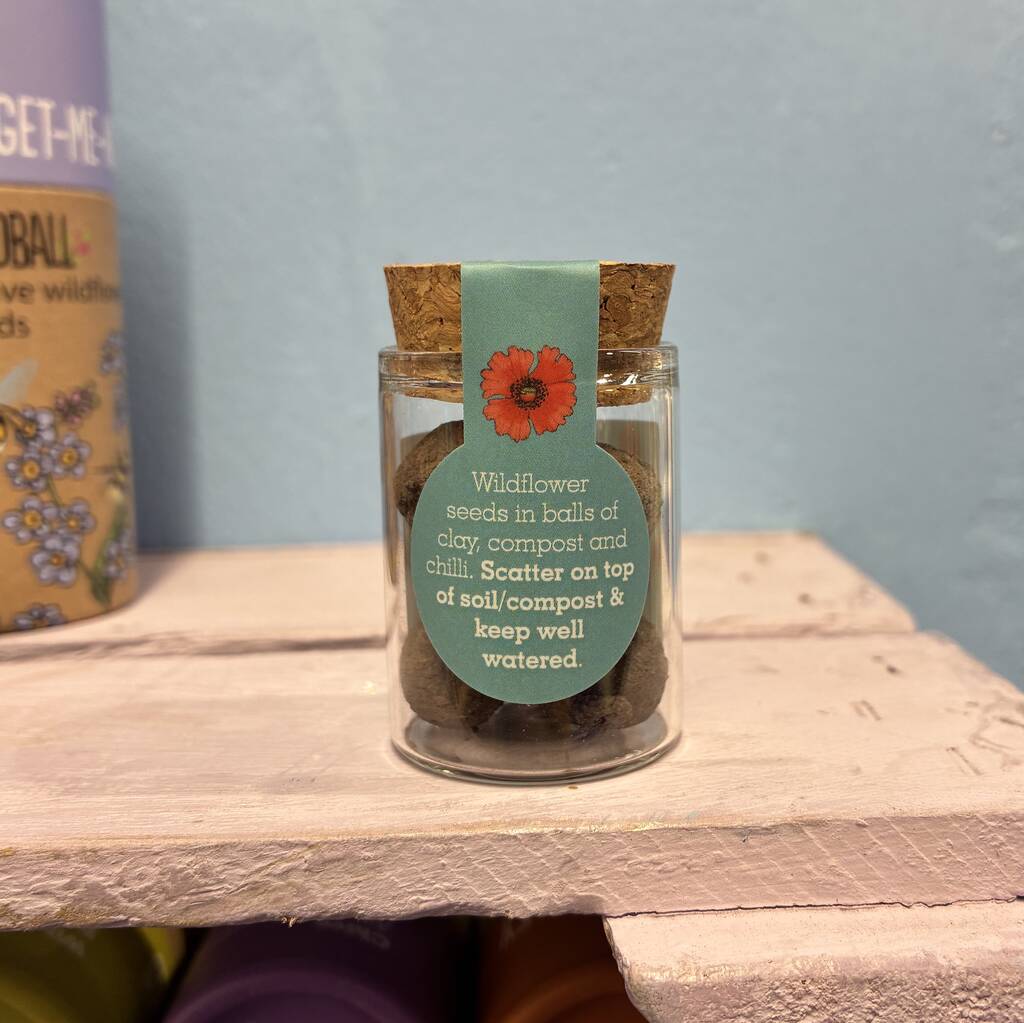 GET-ME-
BALL
ve wildflow
ds
Wildflower
seeds in balls of
clay, compost and
chilli. Scatter on top
of soil/compost &
keep well
watered.